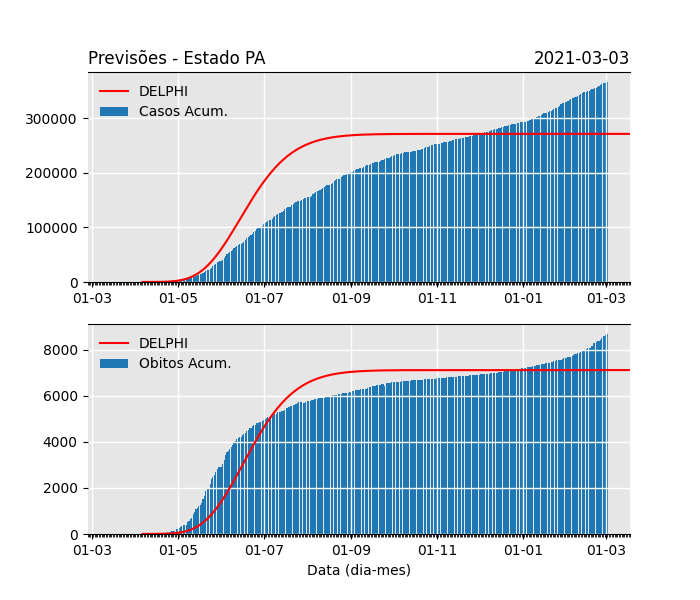 Previsões - Estado PA 2021-03-03
DELPHI
Casos Acum.
300000
200000
100000
0
01-03 01-05 01-07 01-09 01-11 01-01 01-03
DELPHI
Obitos Acum.
8000
6000
4000
2000
0
01-03 01-05 01-07 01-09 01-11 01-01 01-03
Data (dia-mes)